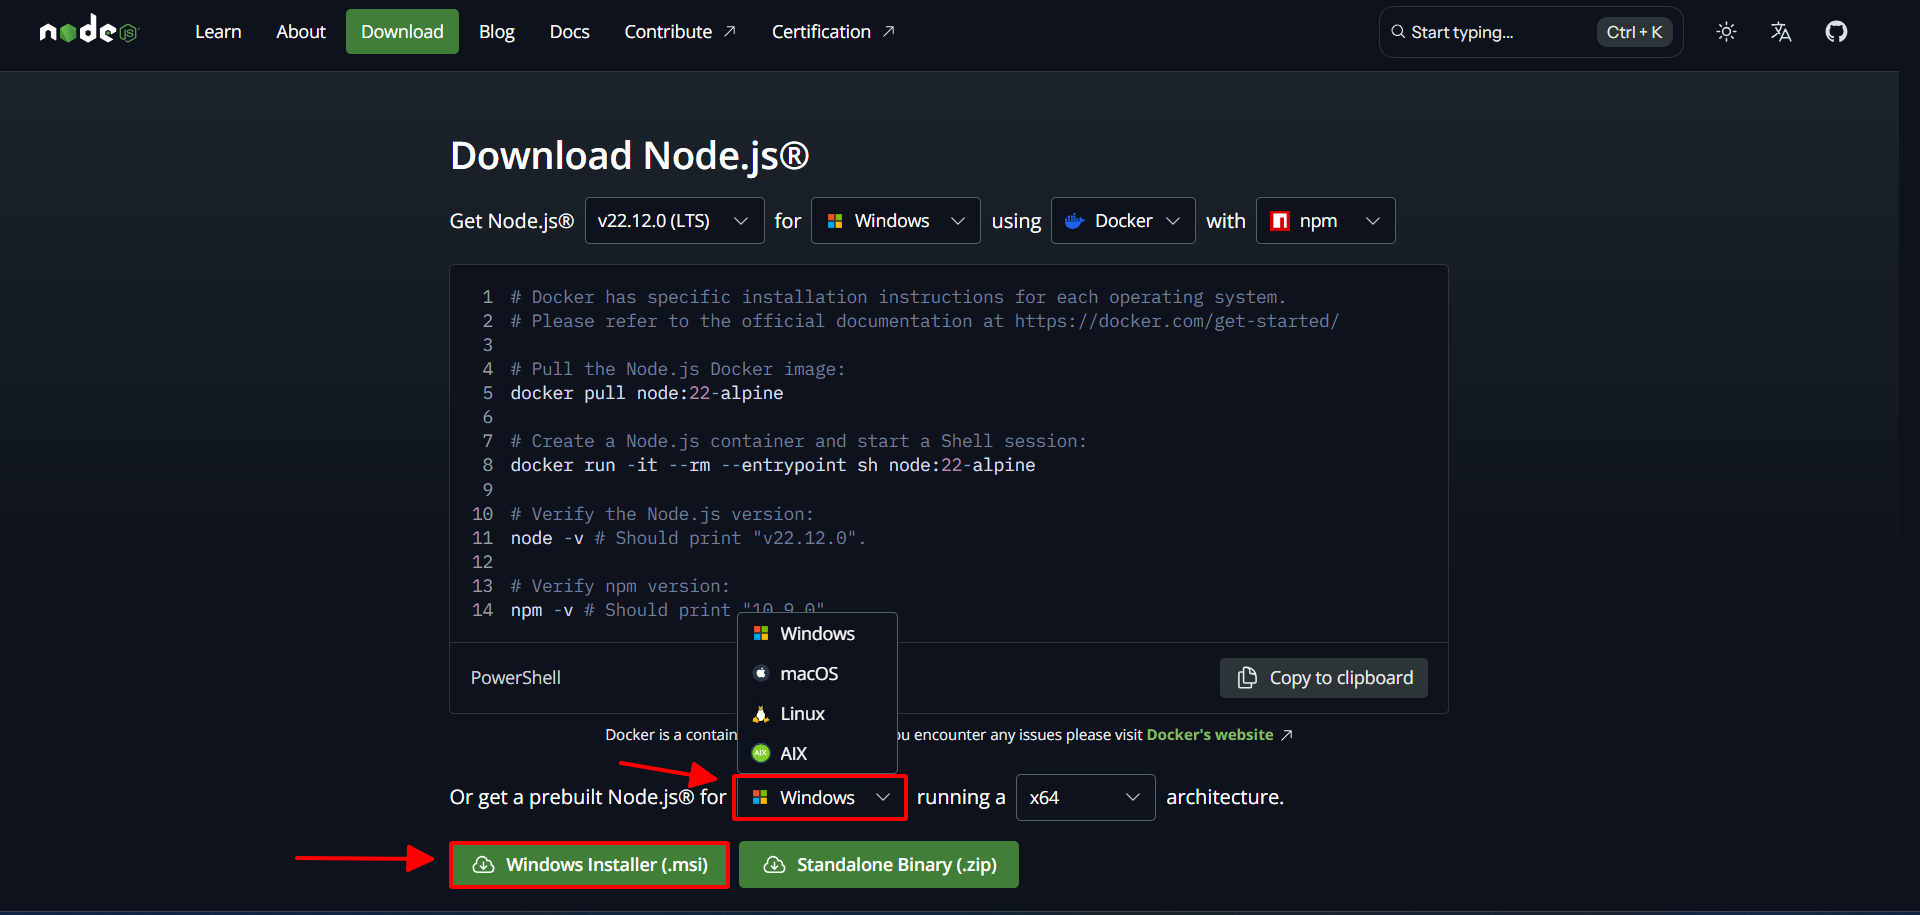 node JS
Learn About Download Blog Docs Contribute ↗ Certification ↗ Start typing... Ctrl + K
Download Node.js®
Get Node.js® v22.12.0 (LTS) for Windows using Docker with npm
1 # Docker has specific installation instructions for each operating system.
2 # Please refer to the official documentation at https://docker.com/get-started/
3
4 # Pull the Node.js Docker image:
5 docker pull node:22-alpine
6
7 # Create a Node.js container and start a Shell session:
8 docker run -it --rm --entrypoint sh node:22-alpine
9
10 # Verify the Node.js version:
11 node -v # Should print "v22.12.0".
12
13 # Verify npm version:
14 npm -v # Should print "10.9.0"
Windows
macOS
Linux
AIX AIX
PowerShell Copy to clipboard
Docker is a contain encounter any issues please visit Docker's website ↗
Or get a prebuilt Node.js® for Windows running a x64 architecture.
Windows Installer (.msi) Standalone Binary (.zip)